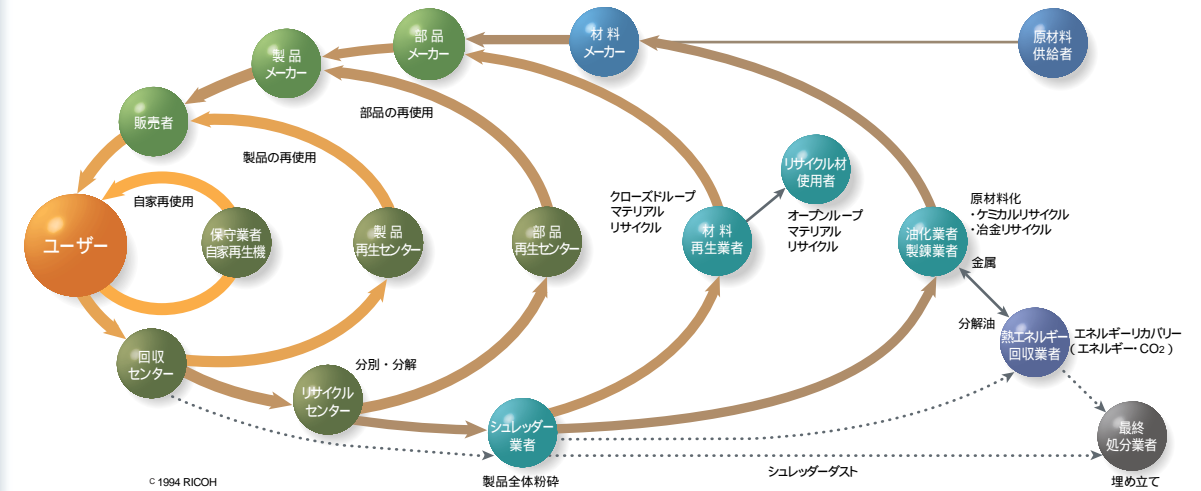 部 品
メーカー
材 料
メーカー
原材料
供給者
製 品
メーカー
販売者
部品の再使用
製品の再使用
リサイクル材
使用者
自家再使用
クローズドループ
マテリアル
リサイクル
オープンループ
マテリアル
リサイクル
原材料化
・ケミカルリサイクル
・冶金リサイクル
ユーザー
保守業者
自家再生機
製 品
再生センター
部 品
再生センター
材 料
再生業者
油化業者
製錬業者
金属
分解油
熱エネルギー
回収業者
エネルギーリカバリー
（エネルギー・CO2）
回収
センター
分別・分解
リサイクル
センター
シュレッダー
業者
最終
処分業者
シュレッダーダスト
製品全体粉砕
埋め立て
C 1994 RICOH